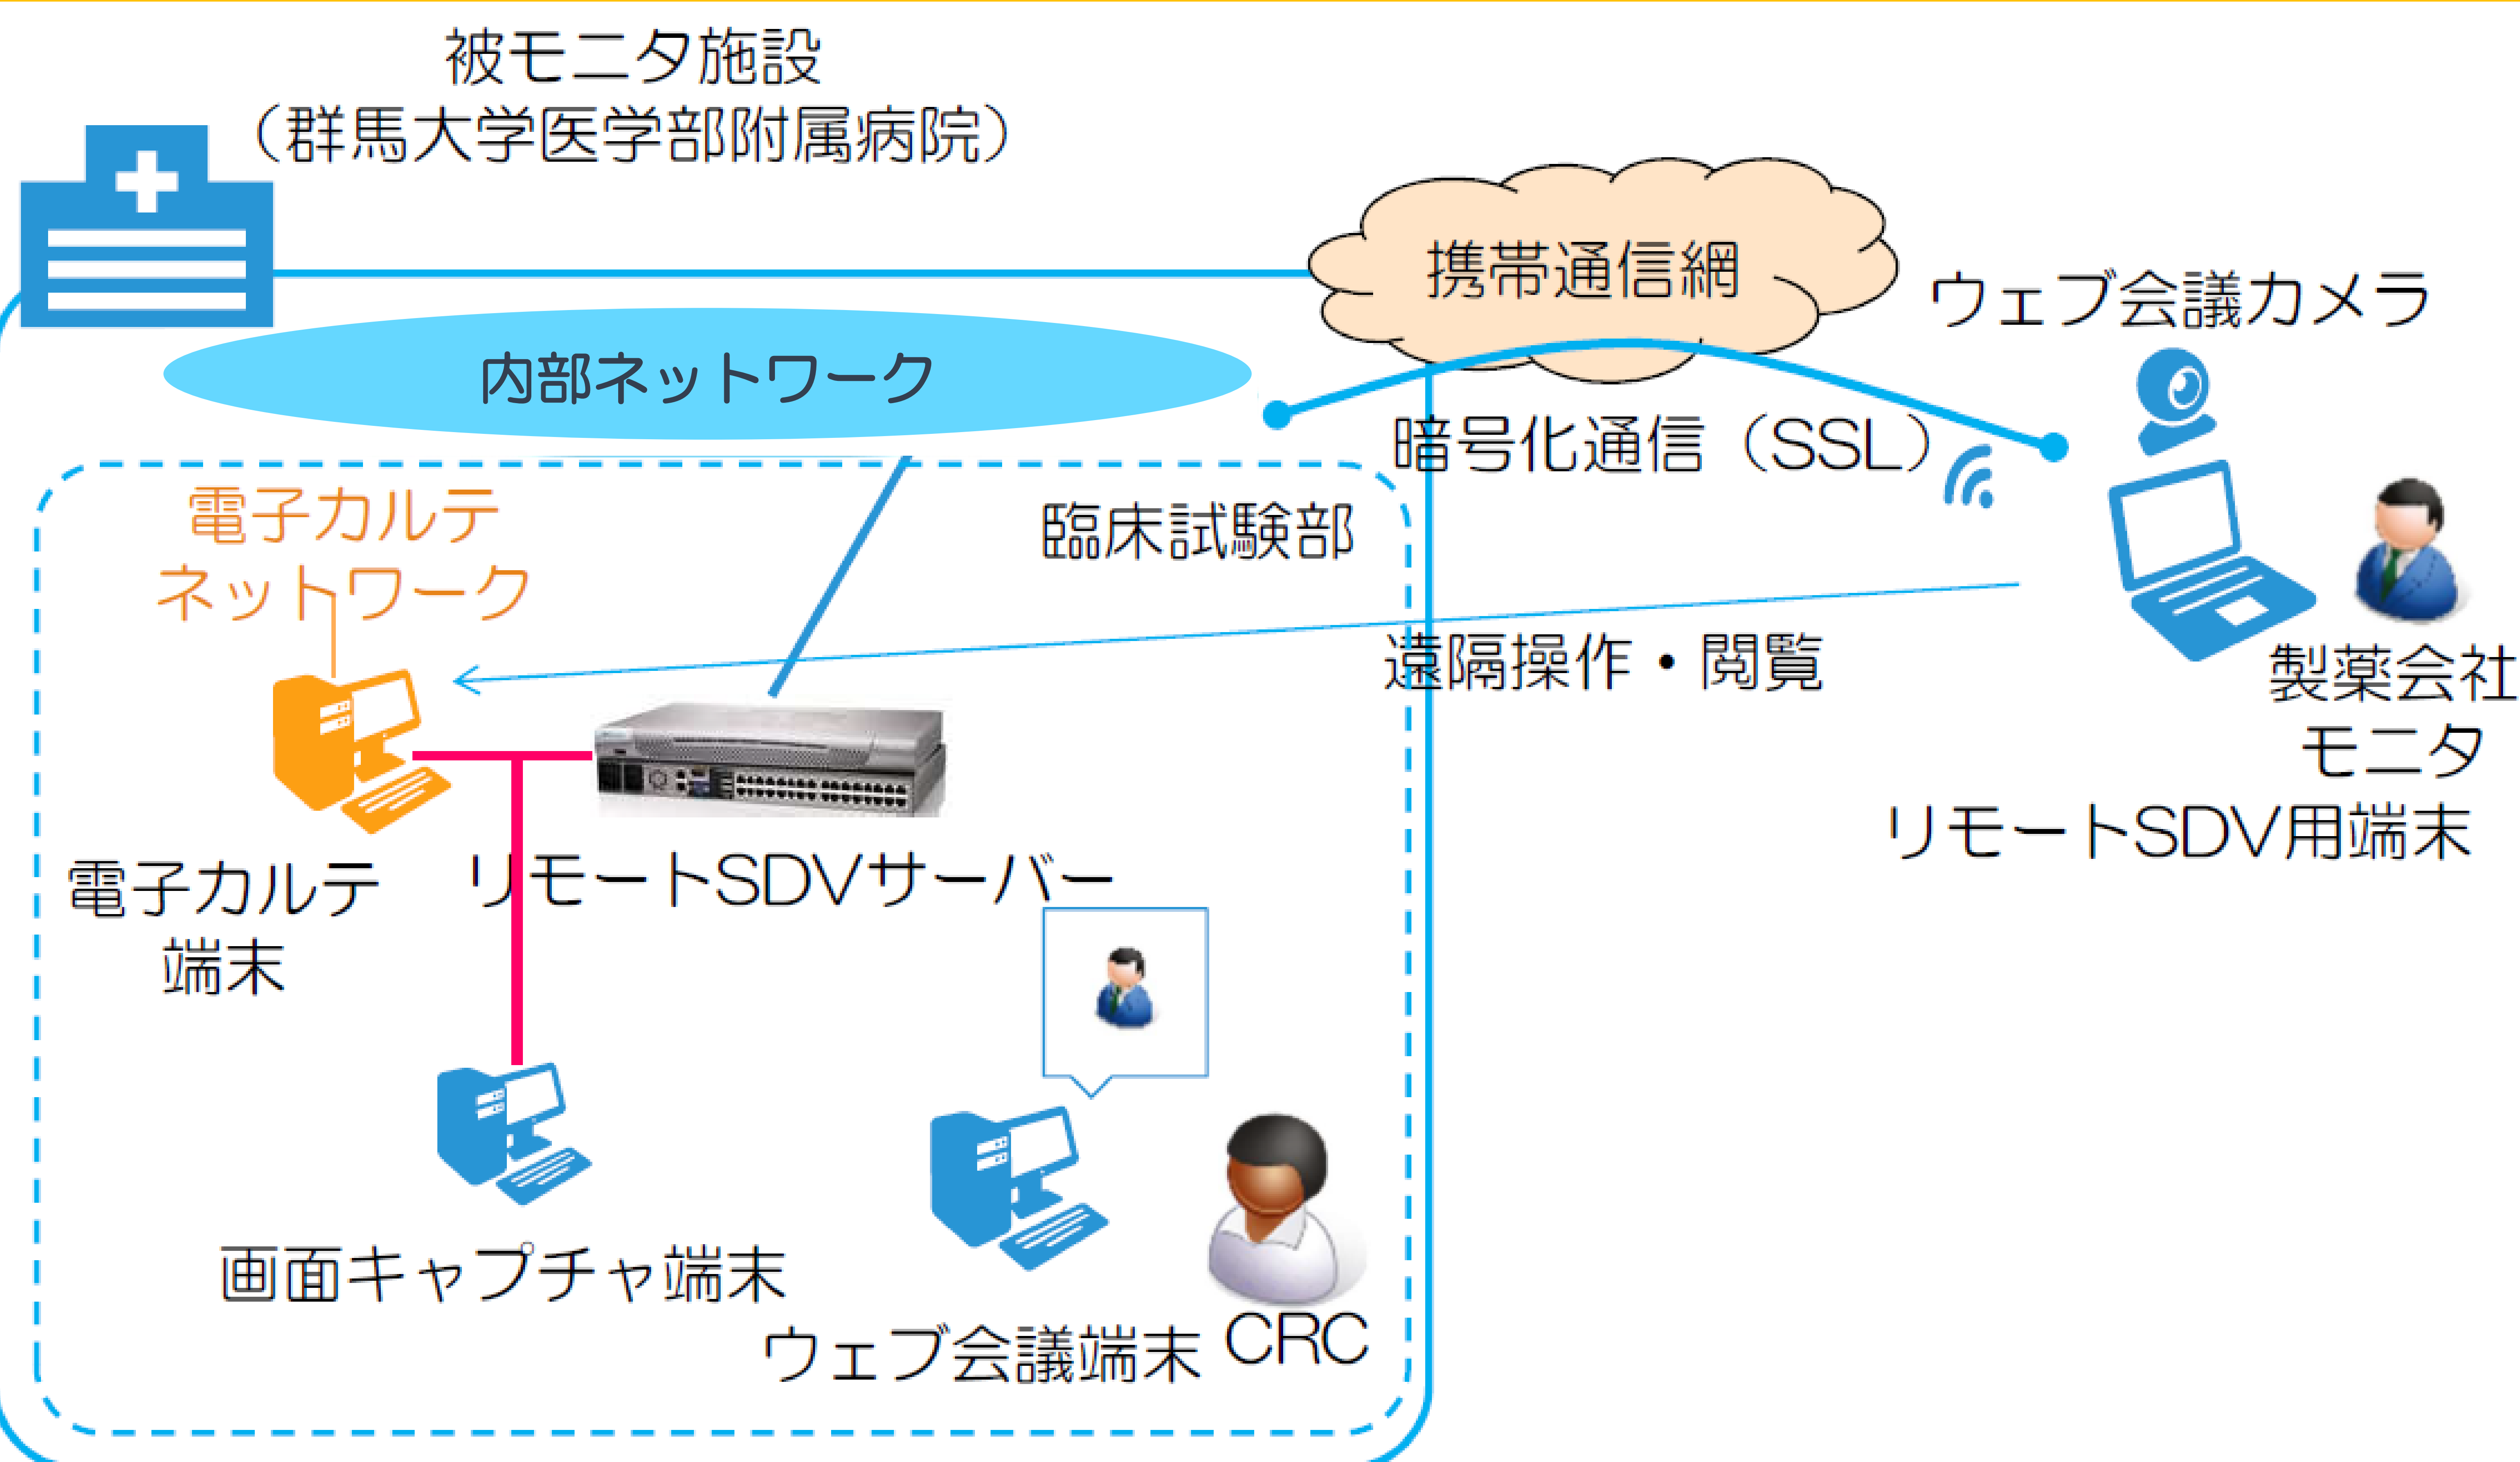 被モニタ施設
（群馬大学医学部附属病院）
携帯通信網
ウェブ会議カメラ
内部ネットワーク
暗号化通信（SSL）
電子カルテ
ネットワーク
臨床試験部
遠隔操作・閲覧
製薬会社
モニタ
リモートSDV用端末
電子カルテ
端末
リモートSDVサーバー
画面キャプチャ端末
ウェブ会議端末
CRC